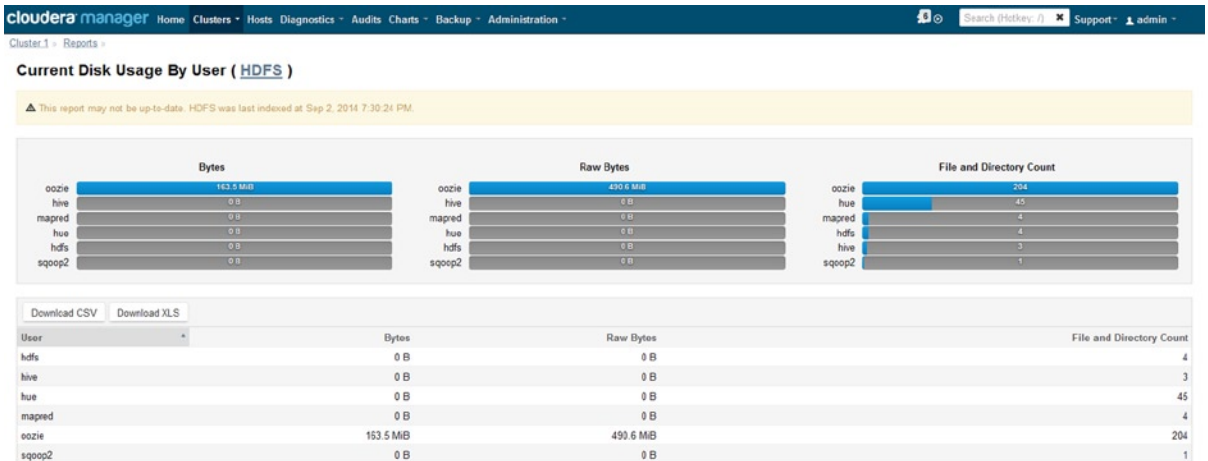 cloudera manager Home Clusters Hosts Diagnostics Audits Charts Backup Administration 6 Search (Hotkey: /) Support admin
Cluster 1 » Reports »
Current Disk Usage By User ( HDFS )
This report may not be up-to-date. HDFS was last indexed at Sep 2, 2014 7:30:24 PM.
Bytes
oozie 163.5 MiB
hive 0 B
mapred 0 B
hue 0 B
hdfs 0 B
sqoop2 0 B
Raw Bytes
oozie 490.6 MiB
hive 0 B
mapred 0 B
hue 0 B
hdfs 0 B
sqoop2 0 B
File and Directory Count
oozie 204
hue 45
mapred 4
hdfs 4
hive 3
sqoop2 1
Download CSV Download XLS
User Bytes Raw Bytes File and Directory Count
hdfs 0 B 0 B 4
hive 0 B 0 B 3
hue 0 B 0 B 45
mapred 0 B 0 B 4
oozie 163.5 MiB 490.6 MiB 204
sqoop2 0 B 0 B 1